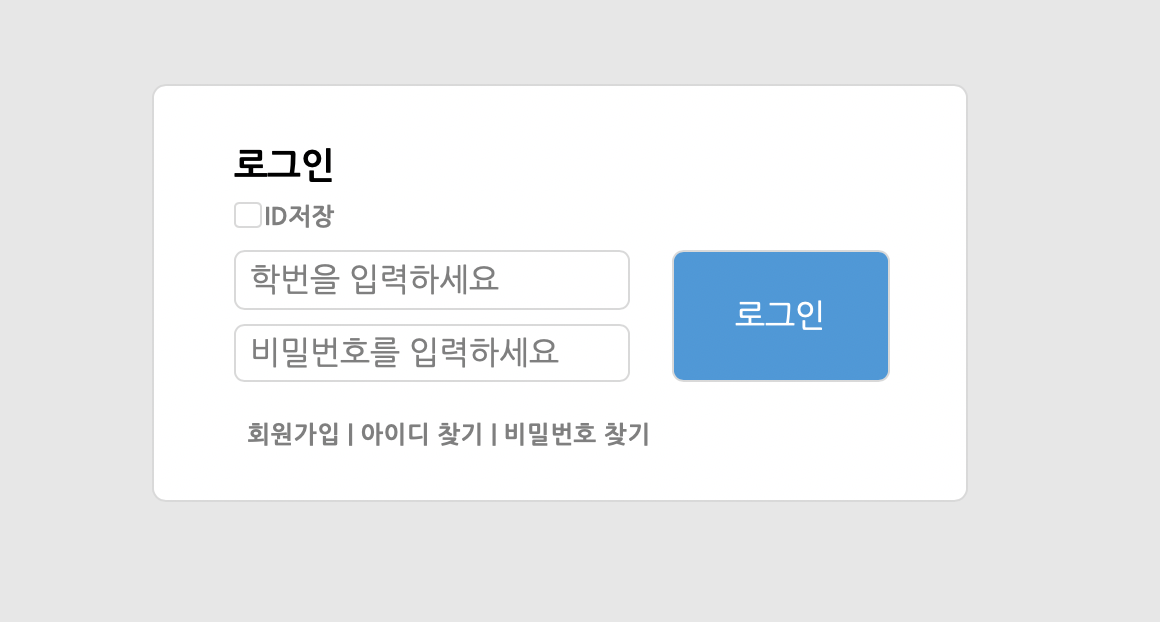 로그인
ID저장
학번을 입력하세요
로그인
비밀번호를 입력하세요
회원가입 | 아이디 찾기 | 비밀번호 찾기